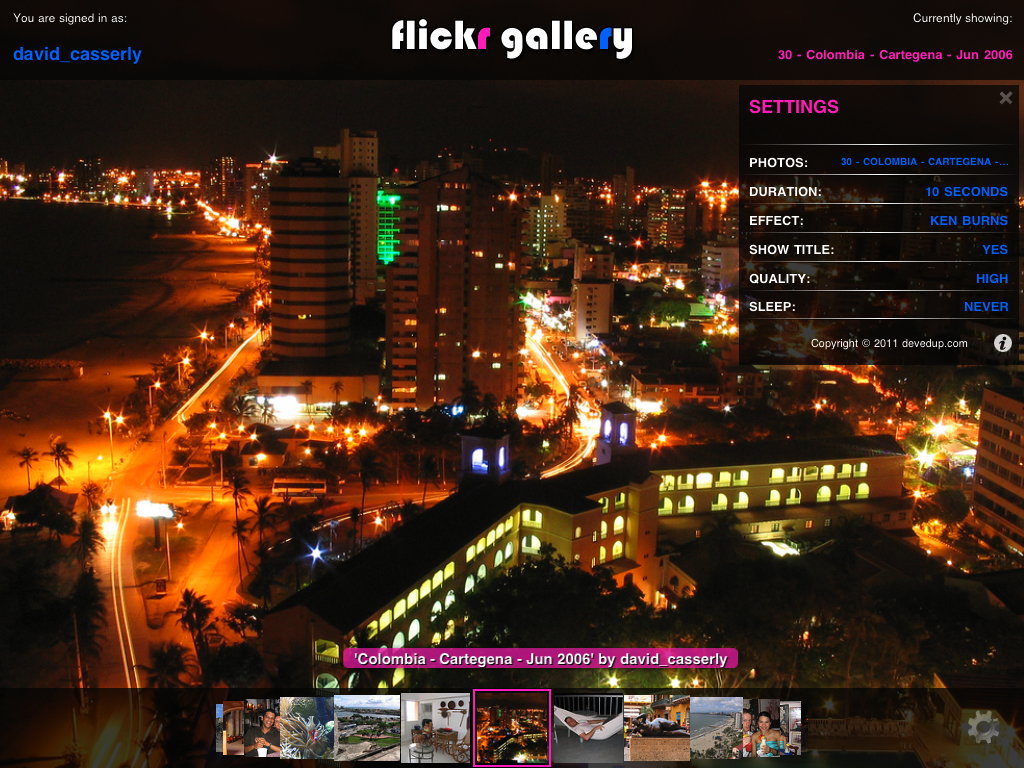 You are signed in as:
david_casserly
flickr gallery
Currently showing:
30 - Colombia - Cartegena - Jun 2006
SETTINGS
PHOTOS: 30 - COLOMBIA - CARTEGENA -...
DURATION: 10 SECONDS
EFFECT: KEN BURNS
SHOW TITLE: YES
QUALITY: HIGH
SLEEP: NEVER
Copyright © 2011 devedup.com
'Colombia - Cartegena - Jun 2006' by david_casserly